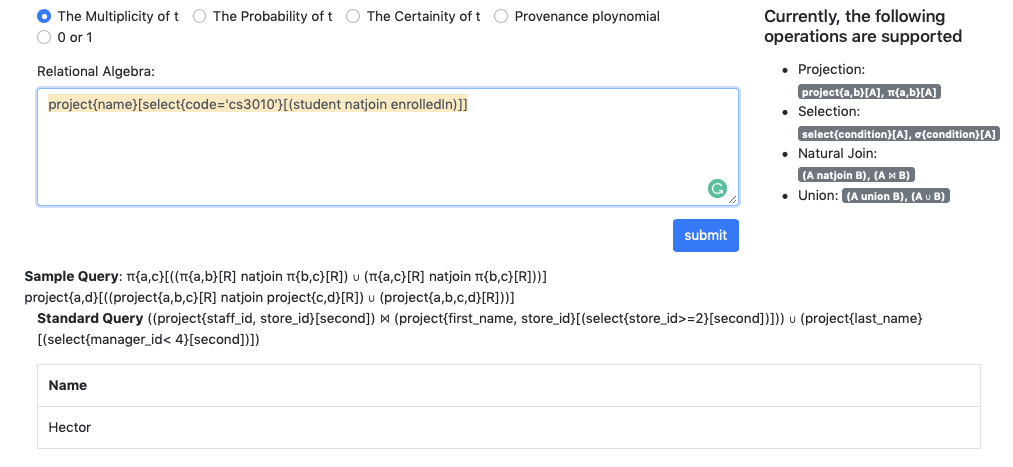 The Multiplicity of t The Probability of t The Certainity of t Provenance ploynomial
0 or 1
Relational Algebra:
project{name}[select{code='cs3010'}[(student natjoin enrolledIn)]]
submit
Currently, the following
operations are supported
Projection:
project{a,b}[A], π{a,b}[A]
Selection:
select{condition}[A], σ{condition}[A]
Natural Join:
(A natjoin B), (A ⋈ B)
Union: (A union B), (A ∪ B)
Sample Query: π{a,c}[((π{a,b}[R] natjoin π{b,c}[R]) ∪ (π{a,c}[R] natjoin π{b,c}[R]))]
project{a,d}[((project{a,b,c}[R] natjoin project{c,d}[R]) ∪ (project{a,b,c,d}[R]))]
Standard Query ((project{staff_id, store_id}[second]) ⋈ (project{first_name, store_id}[(select{store_id>=2}[second])])) ∪ (project{last_name}
[(select{manager_id< 4}[second])])
Name
Hector